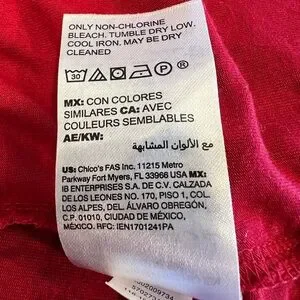 ONLY NON-CHLORINE
BLEACH. TUMBLE DRY LOW.
COOL IRON. MAY BE DRY
CLEANED
30
P
MX: CON COLORES
SIMILARES CA: AVEC
COULEURS SEMBLABLES
AE/KW:
مع الألوان المشابهة
US: Chico's FAS Inc. 11215 Metro
Parkway Fort Myers, FL 33966 USA MX:
IB ENTERPRISES S.A. DE C.V. CALZADA
DE LOS LEONES NO. 170, PISO 1, COL.
LOS ALPES, DEL. ÁLVARO OBREGÓN,
C.P. 01010, CIUDAD DE MÉXICO,
MÉXICO. RFC: IEN1701241PA